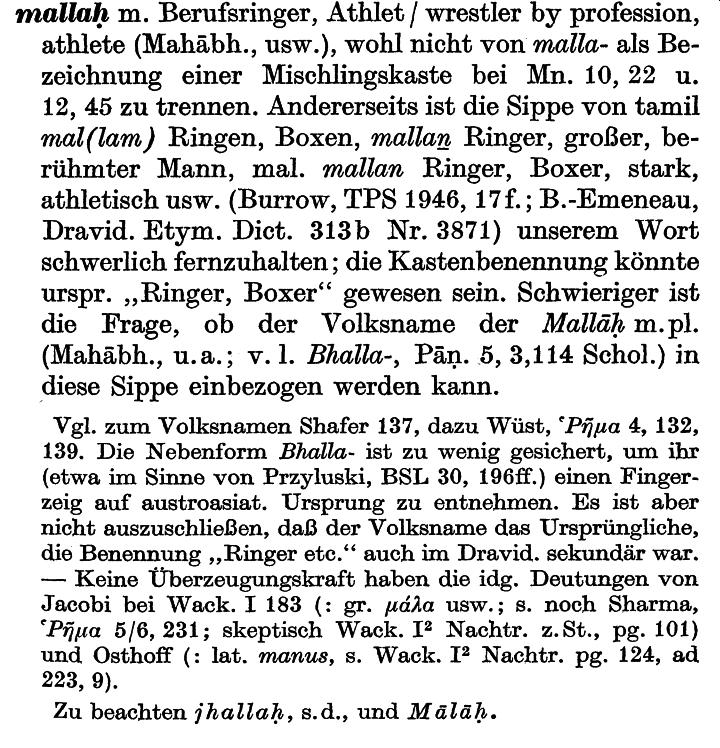 mallaḥ m. Berufsringer, Athlet / wrestler by profession,
athlete (Mahābh., usw.), wohl nicht von malla- als Be-
zeichnung einer Mischlingskaste bei Mn. 10, 22 u.
12, 45 zu trennen. Andererseits ist die Sippe von tamil
mal(lam) Ringen, Boxen, mallaṉ Ringer, großer, be-
rühmter Mann, mal. mallan Ringer, Boxer, stark,
athletisch usw. (Burrow, TPS 1946, 17f.; B.-Emeneau,
Dravid. Etym. Dict. 313b Nr. 3871) unserem Wort
schwerlich fernzuhalten; die Kastenbenennung könnte
urspr. „Ringer, Boxer“ gewesen sein. Schwieriger ist
die Frage, ob der Volksname der Mallāḥ m. pl.
(Mahābh., u. a.; v. l. Bhalla-, Pāṇ. 5, 3,114 Schol.) in
diese Sippe einbezogen werden kann.
Vgl. zum Volksnamen Shafer 137, dazu Wüst, ῾Ρῆμα 4, 132,
139. Die Nebenform Bhalla- ist zu wenig gesichert, um ihr
(etwa im Sinne von Przyluski, BSL 30, 196ff.) einen Finger-
zeig auf austroasiat. Ursprung zu entnehmen. Es ist aber
nicht auszuschließen, daß der Volksname das Ursprüngliche,
die Benennung „Ringer etc.“ auch im Dravid. sekundär war.
— Keine Überzeugungskraft haben die idg. Deutungen von
Jacobi bei Wack. I 183 (: gr. μάλα usw.; s. noch Sharma,
῾Ρῆμα 5/6, 231; skeptisch Wack. I² Nachtr. z. St., pg. 101)
und Osthoff (: lat. manus, s. Wack. I² Nachtr. pg. 124, ad
223, 9).
Zu beachten jhallaḥ, s. d., und Mālāḥ.